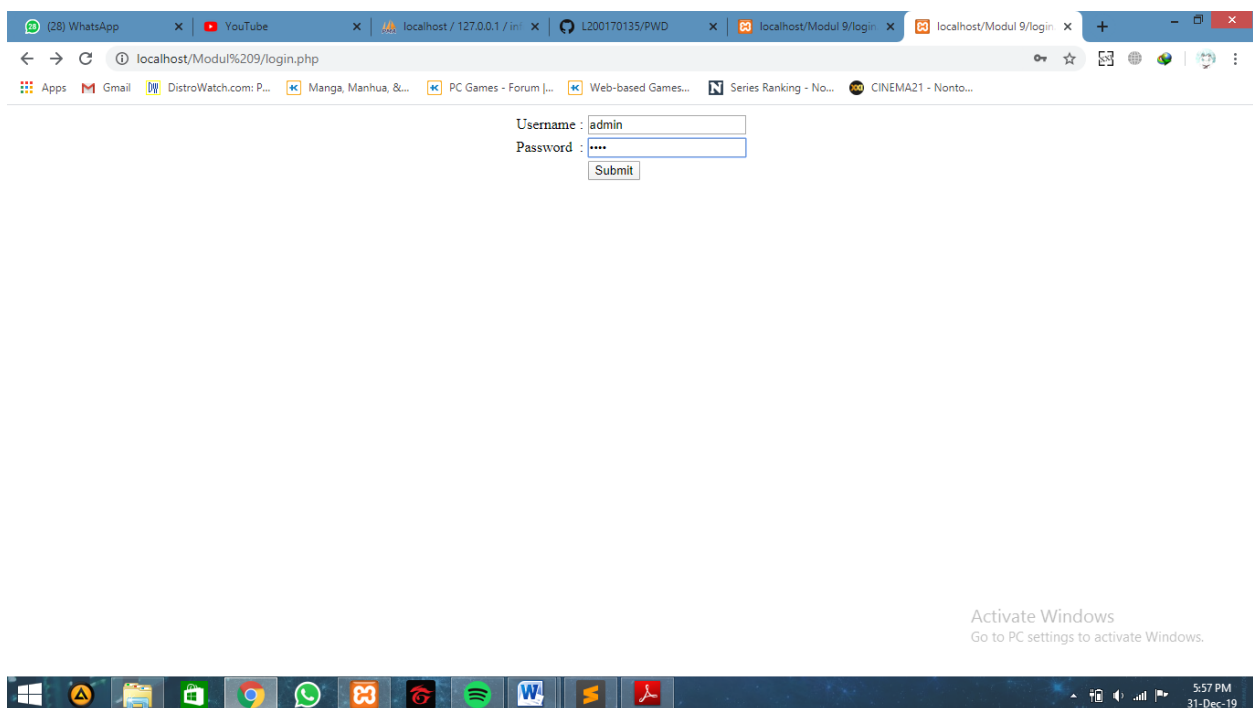 (28) WhatsApp YouTube localhost / 127.0.0.1 / int L200170135/PWD localhost/Modul 9/login localhost/Modul 9/login
localhost/Modul%209/login.php
Apps Gmail DistroWatch.com: P... Manga, Manhua, &... PC Games - Forum |... Web-based Games... Series Ranking - No... CINEMA21 - Nonto...
Username : admin
Password : ••••
Submit
Activate Windows
Go to PC settings to activate Windows.
5:57 PM
31-Dec-19